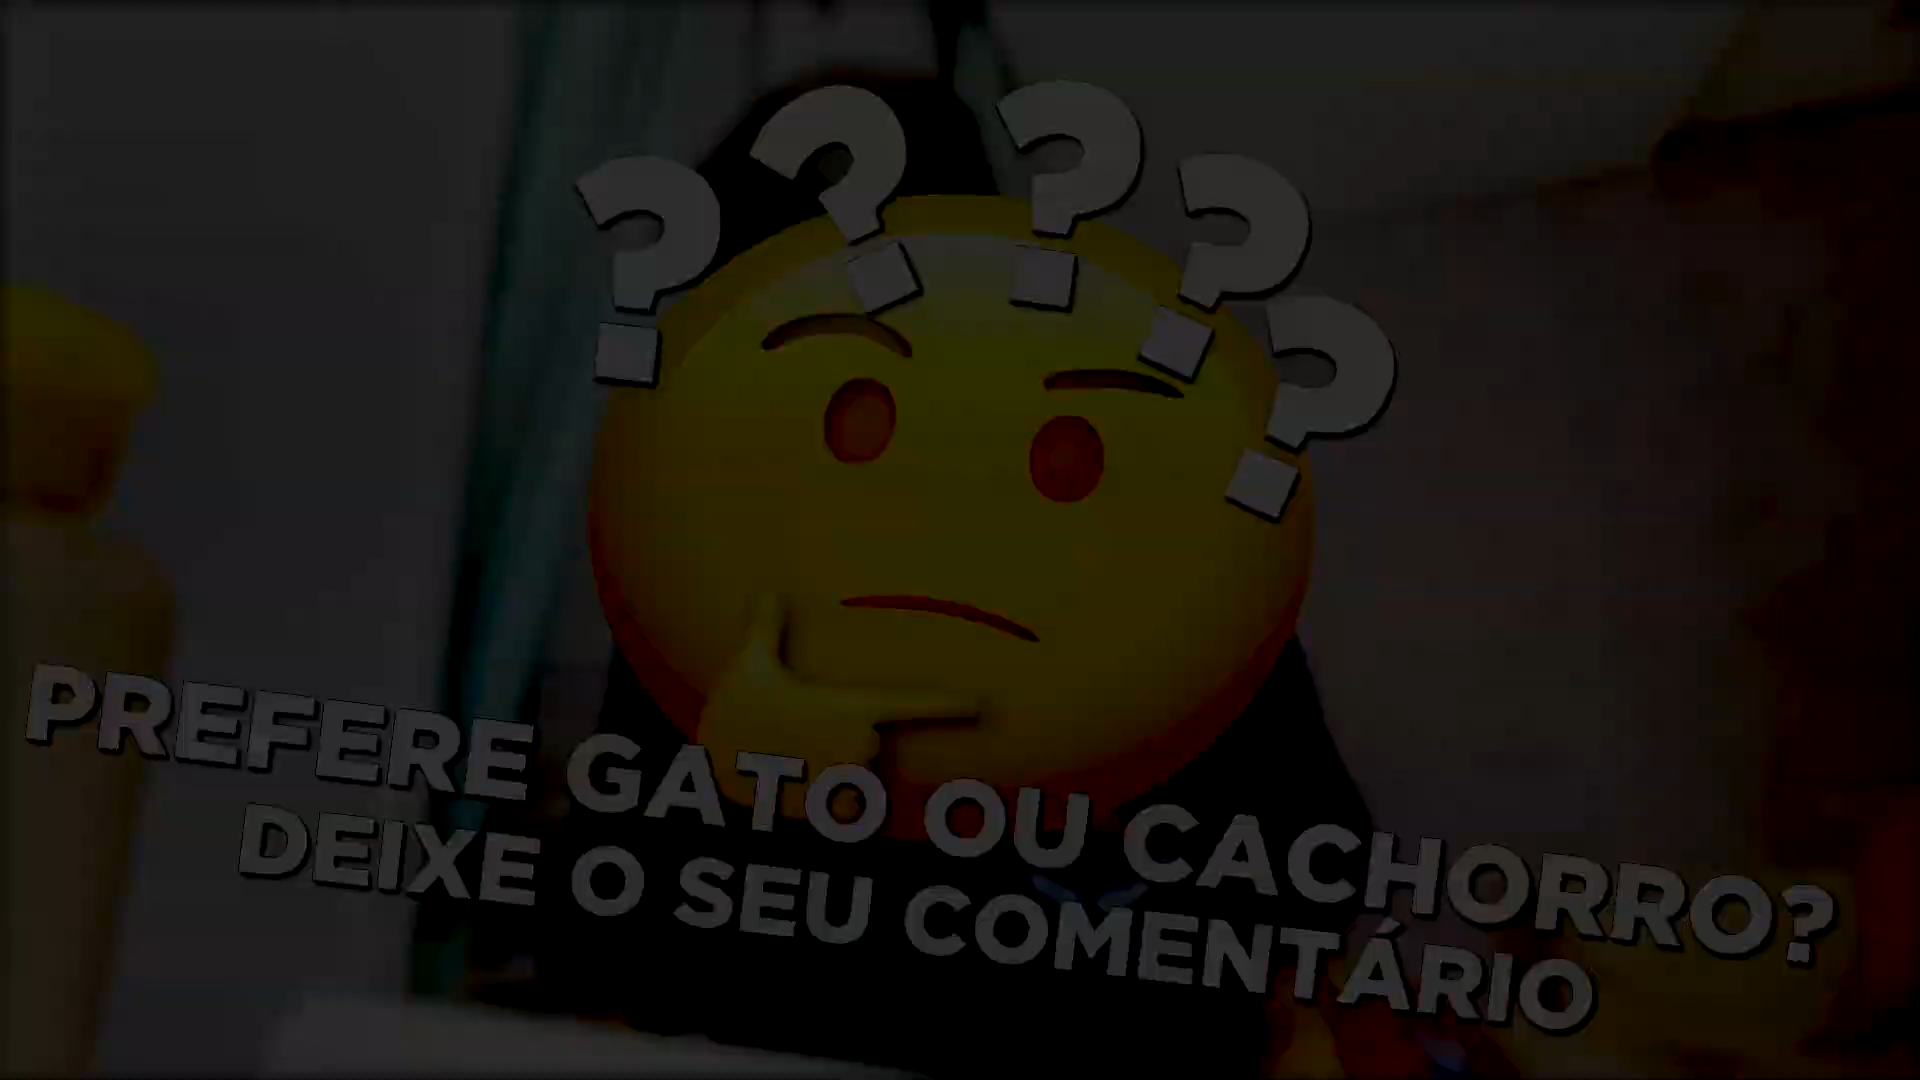 ? ? ? ? ?
PREFERE GATO OU CACHORRO?
DEIXE O SEU COMENTÁRIO